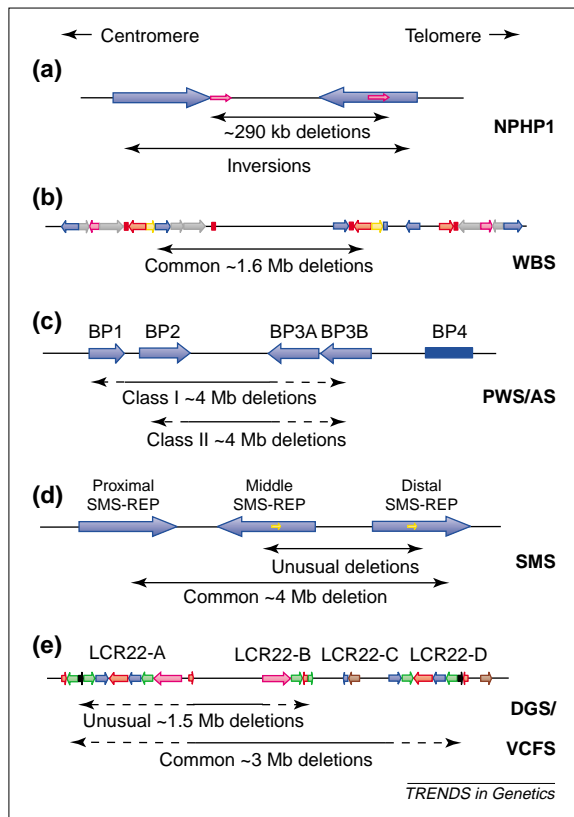 Centromere Telomere
(a)
~290 kb deletions
NPHP1
Inversions
(b)
Common ~1.6 Mb deletions
WBS
(c)
BP1 BP2 BP3A BP3B BP4
Class I ~4 Mb deletions
PWS/AS
Class II ~4 Mb deletions
(d)
Proximal Middle Distal
SMS-REP SMS-REP SMS-REP
Unusual deletions
SMS
Common ~4 Mb deletion
(e)
LCR22-A LCR22-B LCR22-C LCR22-D
Unusual ~1.5 Mb deletions
DGS/
VCFS
Common ~3 Mb deletions
TRENDS in Genetics